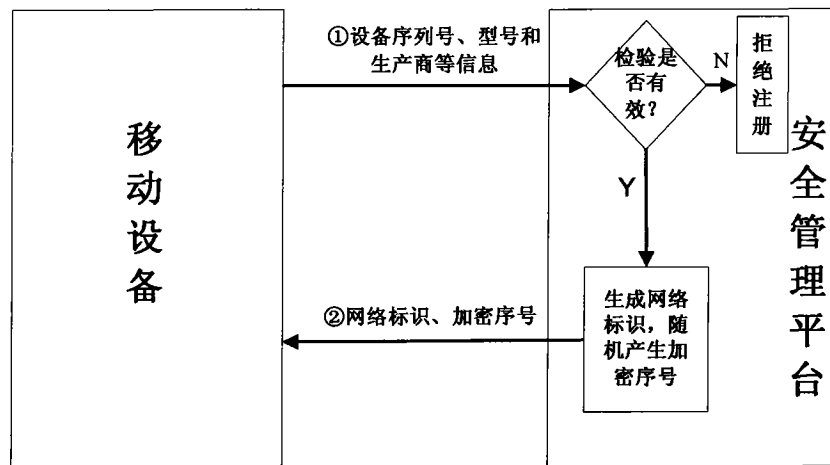 ①设备序列号、型号和
生产商等信息
检验是
否有
效?
N
拒
绝
注
册
移
动
设
备
安
全
管
理
平
台
Y
生成网络
标识，随
机产生加
密序号
②网络标识、加密序号